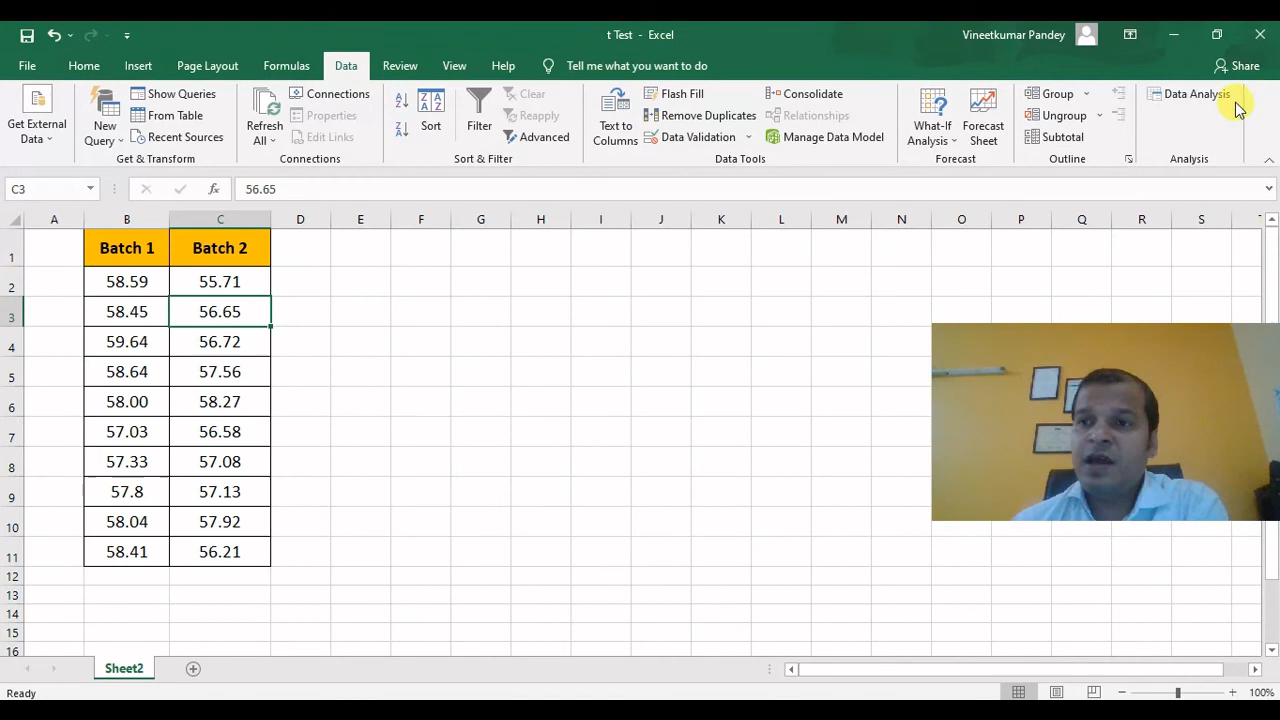 t Test - Excel
Vineetkumar Pandey
File Home Insert Page Layout Formulas Data Review View Help Tell me what you want to do Share
Get External Data
New Query
Show Queries
From Table
Recent Sources
Get & Transform
Refresh All
Connections
Properties
Edit Links
Connections
Sort
Filter
Clear
Reapply
Advanced
Sort & Filter
Text to Columns
Flash Fill
Remove Duplicates
Data Validation
Consolidate
Relationships
Manage Data Model
Data Tools
What-If Analysis
Forecast Sheet
Forecast
Group
Ungroup
Subtotal
Outline
Data Analysis
Analysis
C3 fx 56.65
A B C D E F G H I J K L M N O P Q R S T
1 Batch 1 Batch 2
2 58.59 55.71
3 58.45 56.65
4 59.64 56.72
5 58.64 57.56
6 58.00 58.27
7 57.03 56.58
8 57.33 57.08
9 57.8 57.13
10 58.04 57.92
11 58.41 56.21
12
13
14
15
16
Sheet2
Ready 100%